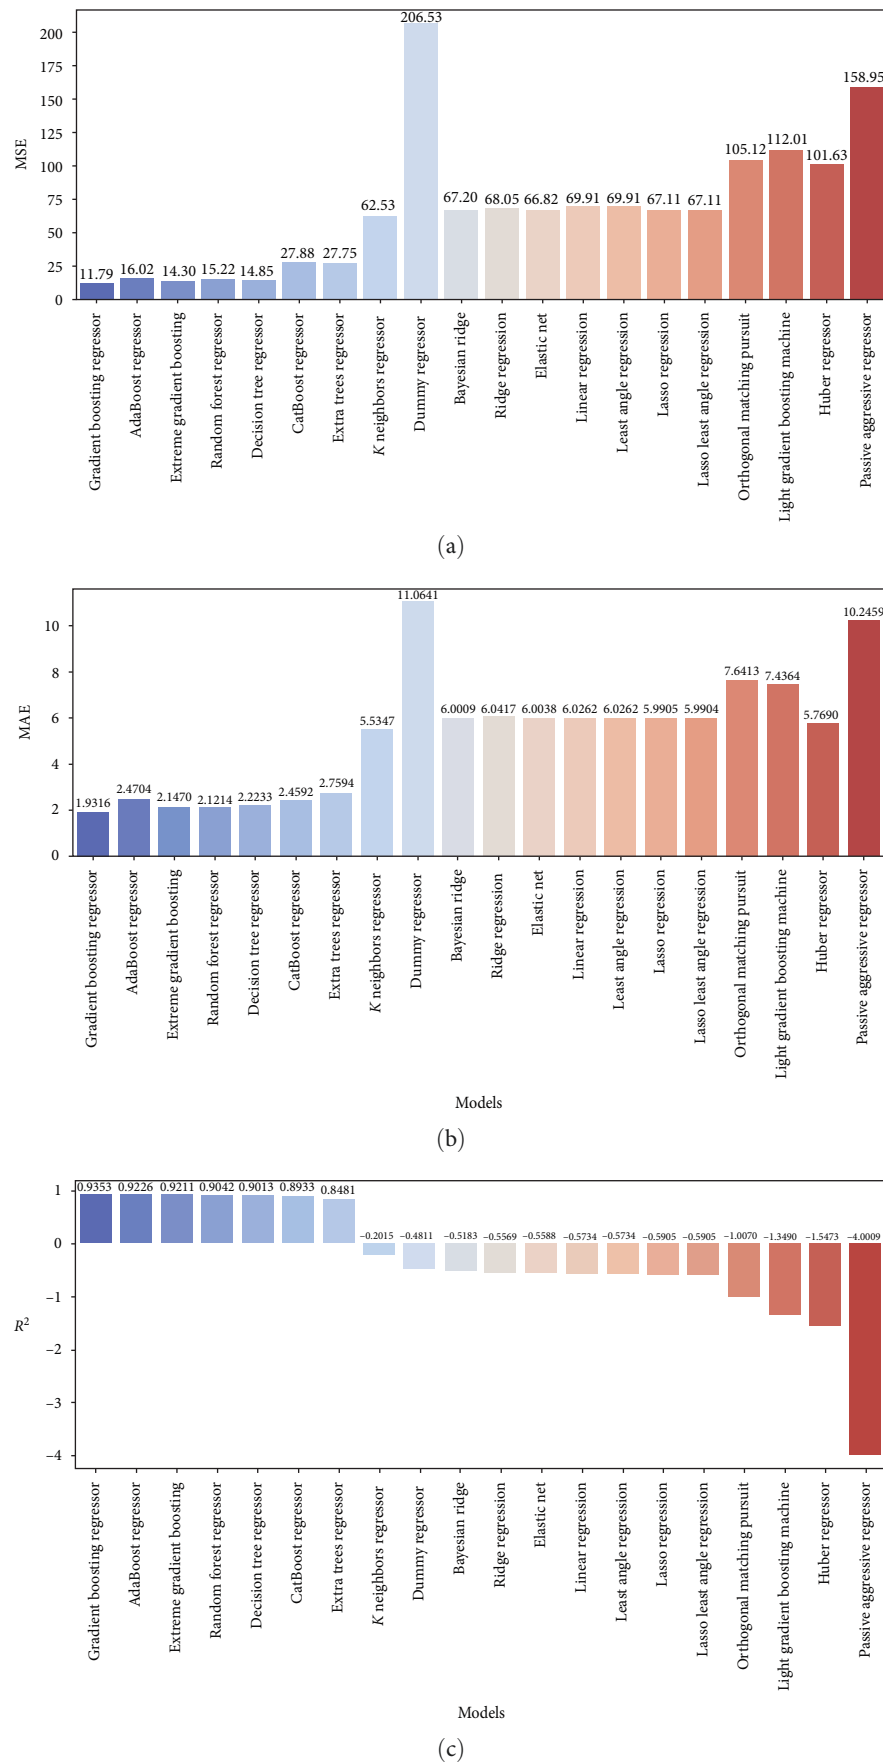 MSE
200
175
150
125
100
75
50
25
0
11.79
16.02
14.30
15.22
14.85
27.88
27.75
62.53
206.53
67.20
68.05
66.82
69.91
69.91
67.11
67.11
105.12
112.01
101.63
158.95
Gradient boosting regressor
AdaBoost regressor
Extreme gradient boosting
Random forest regressor
Decision tree regressor
CatBoost regressor
Extra trees regressor
K neighbors regressor
Dummy regressor
Bayesian ridge
Ridge regression
Elastic net
Linear regression
Least angle regression
Lasso regression
Lasso least angle regression
Orthogonal matching pursuit
Light gradient boosting machine
Huber regressor
Passive aggressive regressor
(a)
MAE
10
8
6
4
2
0
1.9316
2.4704
2.1470
2.1214
2.2233
2.4592
2.7594
5.5347
11.0641
6.0009
6.0417
6.0038
6.0262
6.0262
5.9905
5.9904
7.6413
7.4364
5.7690
10.2459
Gradient boosting regressor
AdaBoost regressor
Extreme gradient boosting
Random forest regressor
Decision tree regressor
CatBoost regressor
Extra trees regressor
K neighbors regressor
Dummy regressor
Bayesian ridge
Ridge regression
Elastic net
Linear regression
Least angle regression
Lasso regression
Lasso least angle regression
Orthogonal matching pursuit
Light gradient boosting machine
Huber regressor
Passive aggressive regressor
Models
(b)
R²
1
0
−1
−2
−3
−4
0.9353
0.9226
0.9211
0.9042
0.9013
0.8933
0.8481
−0.2015
−0.4811
−0.5183
−0.5569
−0.5588
−0.5734
−0.5734
−0.5905
−0.5905
−1.0070
−1.3490
−1.5473
−4.0009
Gradient boosting regressor
AdaBoost regressor
Extreme gradient boosting
Random forest regressor
Decision tree regressor
CatBoost regressor
Extra trees regressor
K neighbors regressor
Dummy regressor
Bayesian ridge
Ridge regression
Elastic net
Linear regression
Least angle regression
Lasso regression
Lasso least angle regression
Orthogonal matching pursuit
Light gradient boosting machine
Huber regressor
Passive aggressive regressor
Models
(c)